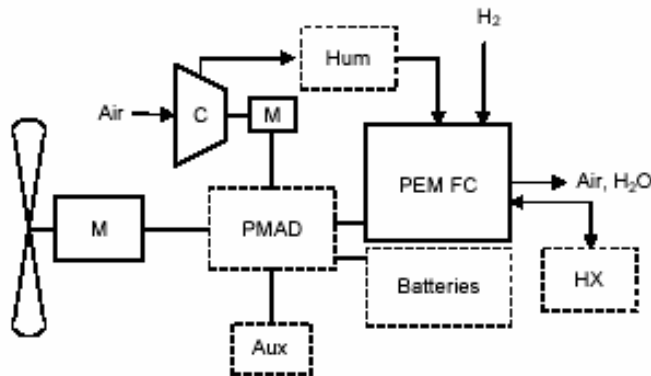 H₂
Hum
Air
C
M
PEM FC
Air, H₂O
M
PMAD
Batteries
HX
Aux